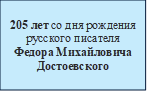 205 лет со дня рождения
русского писателя
Федора Михайловича
Достоевского